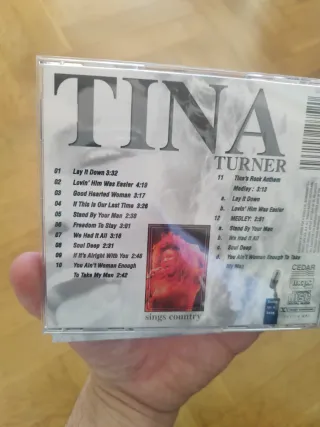 TINA
TURNER
01 Lay It Down 3:32
02 Lovin' Him Was Easier 4:10
03 Good Hearted Woman 3:17
04 If This Is Our Last Time 3:26
05 Stand By Your Man 2:38
06 Freedom To Stay 3:01
07 We Had It All 3:16
08 Soul Deep 2:31
09 If It's Alright With You 2:46
10 You Ain't Woman Enough
To Take My Man 2:42
11 Tina's Rock Anthem
Medley: 3:12
a. Lay It Down
b. Lovin' Him Was Easier
12 MEDLEY: 3:01
a. Stand By Your Man
b. We Had It All
c. Soul Deep
d. You Ain't Woman Enough To Take
My Man
sings country
CEDAR